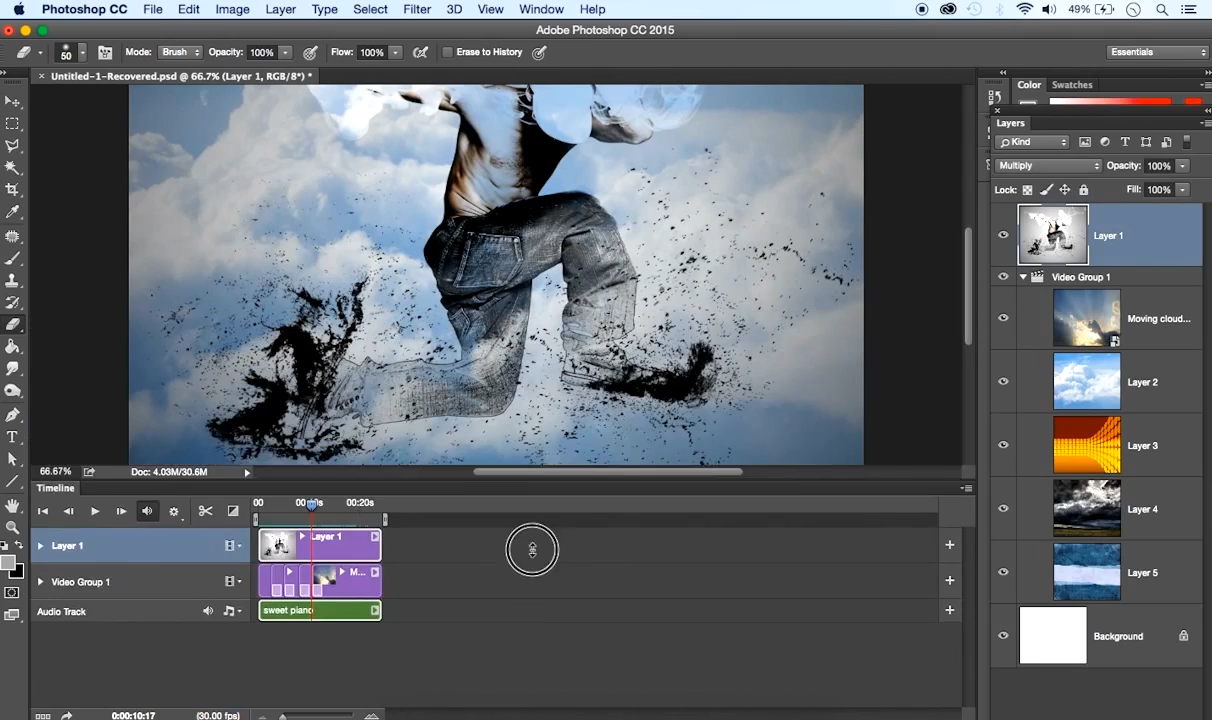 Photoshop CC File Edit Image Layer Type Select Filter 3D View Window Help 49%
Adobe Photoshop CC 2015
50 Mode: Brush Opacity: 100% Flow: 100% Erase to History Essentials
Untitled-1-Recovered.psd @ 66.7% (Layer 1, RGB/8*) *
Color Swatches
Layers
Kind
Multiply Opacity: 100%
Lock: Fill: 100%
Layer 1
Video Group 1
Moving cloud...
Layer 2
Layer 3
Layer 4
Layer 5
Background
66.67% Doc: 4.03M/30.6M
Timeline
00 00:20s
Layer 1 Layer 1
Video Group 1 M...
Audio Track sweet piano
0:00:10:17 (30.00 fps)